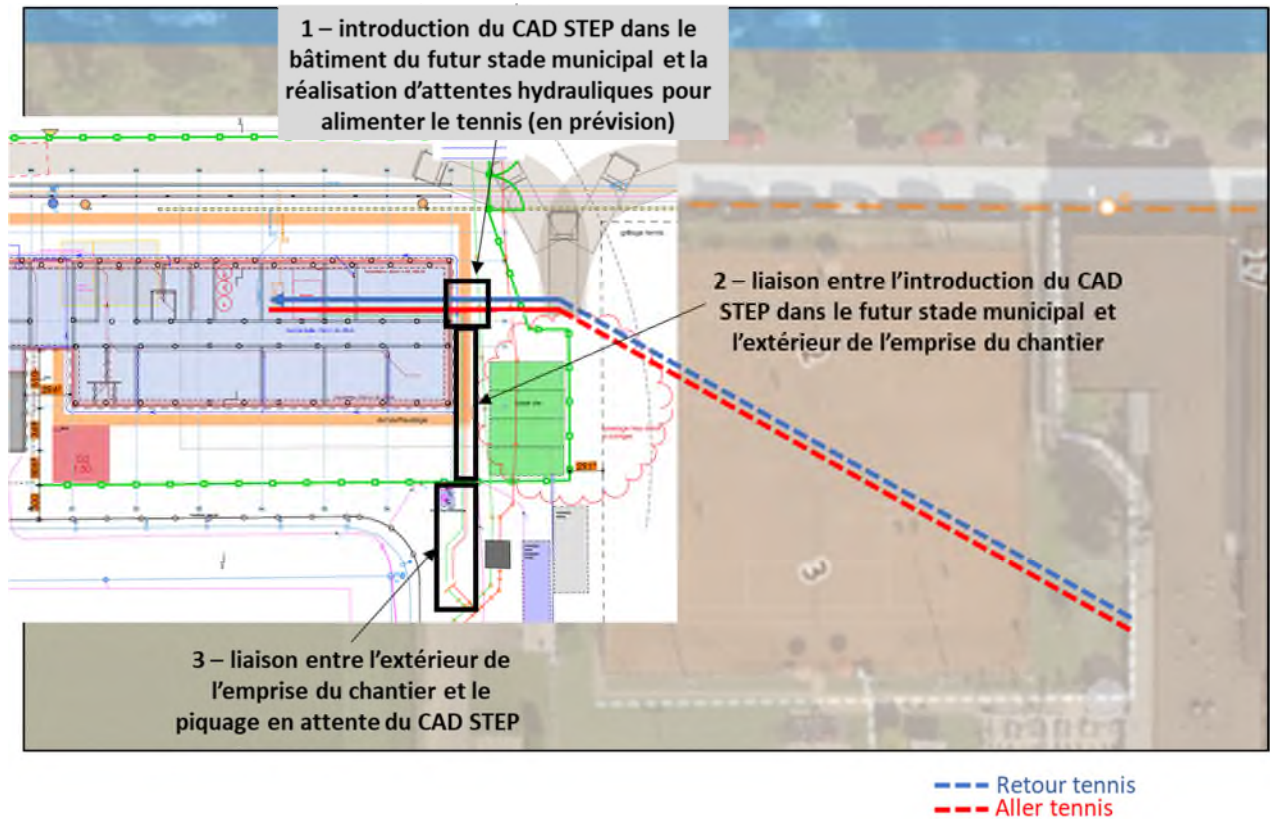 1 – introduction du CAD STEP dans le
bâtiment du futur stade municipal et la
réalisation d'attentes hydrauliques pour
alimenter le tennis (en prévision)
grillage tennis
2 – liaison entre l'introduction du CAD
STEP dans le futur stade municipal et
l'extérieur de l'emprise du chantier
3
3 – liaison entre l'extérieur de
l'emprise du chantier et le
piquage en attente du CAD STEP
Retour tennis
Aller tennis